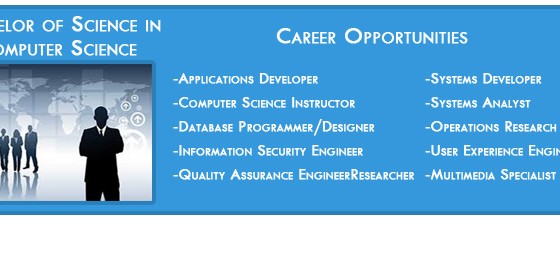 ELOR OF SCIENCE IN
OMPUTER SCIENCE
CAREER OPPORTUNITIES
-APPLICATIONS DEVELOPER
-COMPUTER SCIENCE INSTRUCTOR
-DATABASE PROGRAMMER/DESIGNER
-INFORMATION SECURITY ENGINEER
-QUALITY ASSURANCE ENGINEERRESEARCHER
-SYSTEMS DEVELOPER
-SYSTEMS ANALYST
-OPERATIONS RESEARCH
-USER EXPERIENCE ENGIN
-MULTIMEDIA SPECIALIST